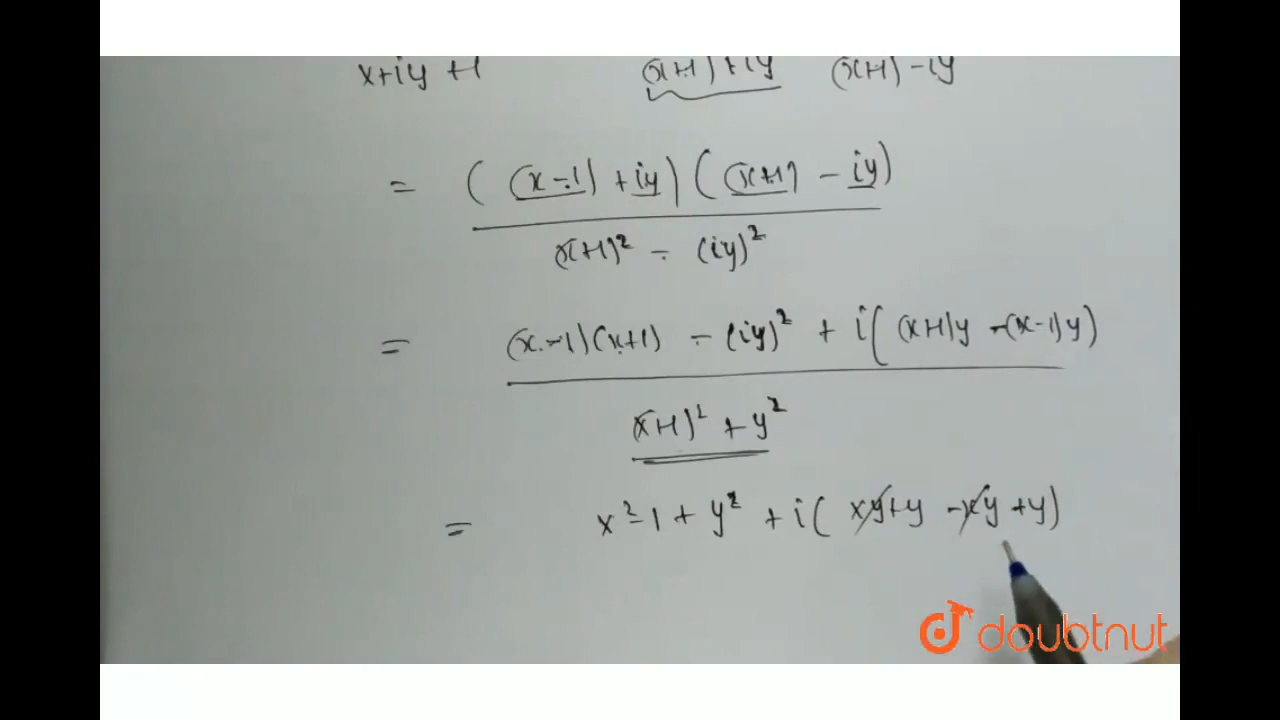 x+iy +1 (x+1)+iy (x+1)-iy
= ((x-1)+iy)((x+1)-iy)
(x+1)² - (iy)²
= (x-1)(x+1) - (iy)² + i((x+1)y -(x-1)y)
(x+1)² + y²
= x²-1 + y² + i(xy+y -xy +y)
doubtnut